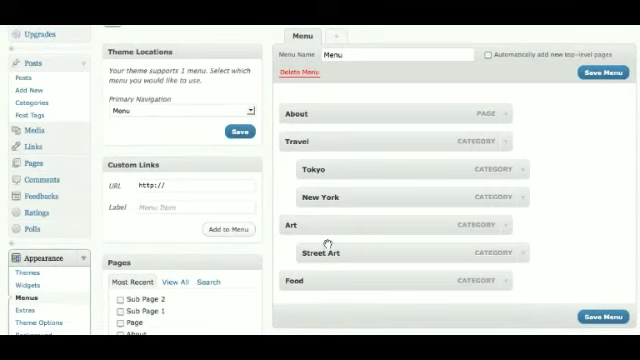 Upgrades
Posts
Posts
Add New
Categories
Post Tags
Media
Links
Pages
Comments
Feedbacks
Ratings
Polls
Appearance
Themes
Widgets
Menus
Extras
Theme Options
Theme Locations
Your theme supports 1 menu. Select which
menu you would like to use.
Primary Navigation
Menu
Save
Custom Links
URL http://
Label Menu Item
Add to Menu
Pages
Most Recent View All Search
Sub Page 2
Sub Page 1
Page
About
Menu +
Menu Name Menu Automatically add new top-level pages
Delete Menu Save Menu
About PAGE
Travel CATEGORY
Tokyo CATEGORY
New York CATEGORY
Art CATEGORY
Street Art CATEGORY
Food CATEGORY
Save Menu